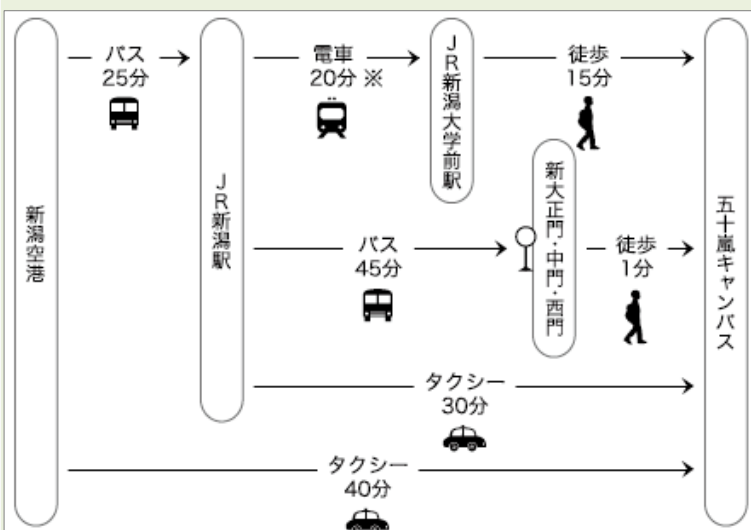 新潟空港
バス
25分
JR新潟駅
電車
20分 ※
JR新潟大学前駅
徒歩
15分
バス
45分
新大正門・中門・西門
徒歩
1分
タクシー
30分
タクシー
40分
五十嵐キャンパス